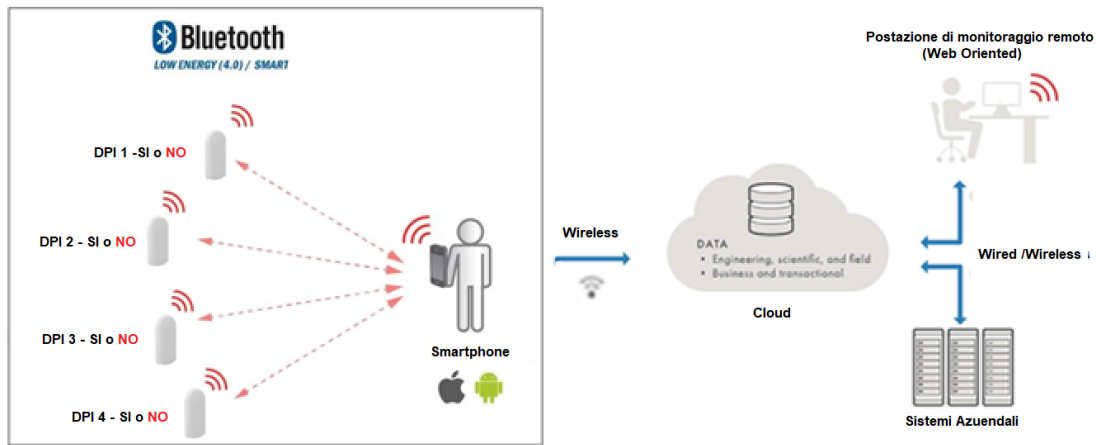 Bluetooth
LOW ENERGY (4.0) / SMART
DPI 1 -SI o NO
DPI 2 - SI o NO
DPI 3 - SI o NO
DPI 4 - SI o NO
Smartphone
Wireless
DATA
• Engineering, scientific, and field
• Business and transactional
Cloud
Postazione di monitoraggio remoto
(Web Oriented)
Wired /Wireless
Sistemi Azuendali